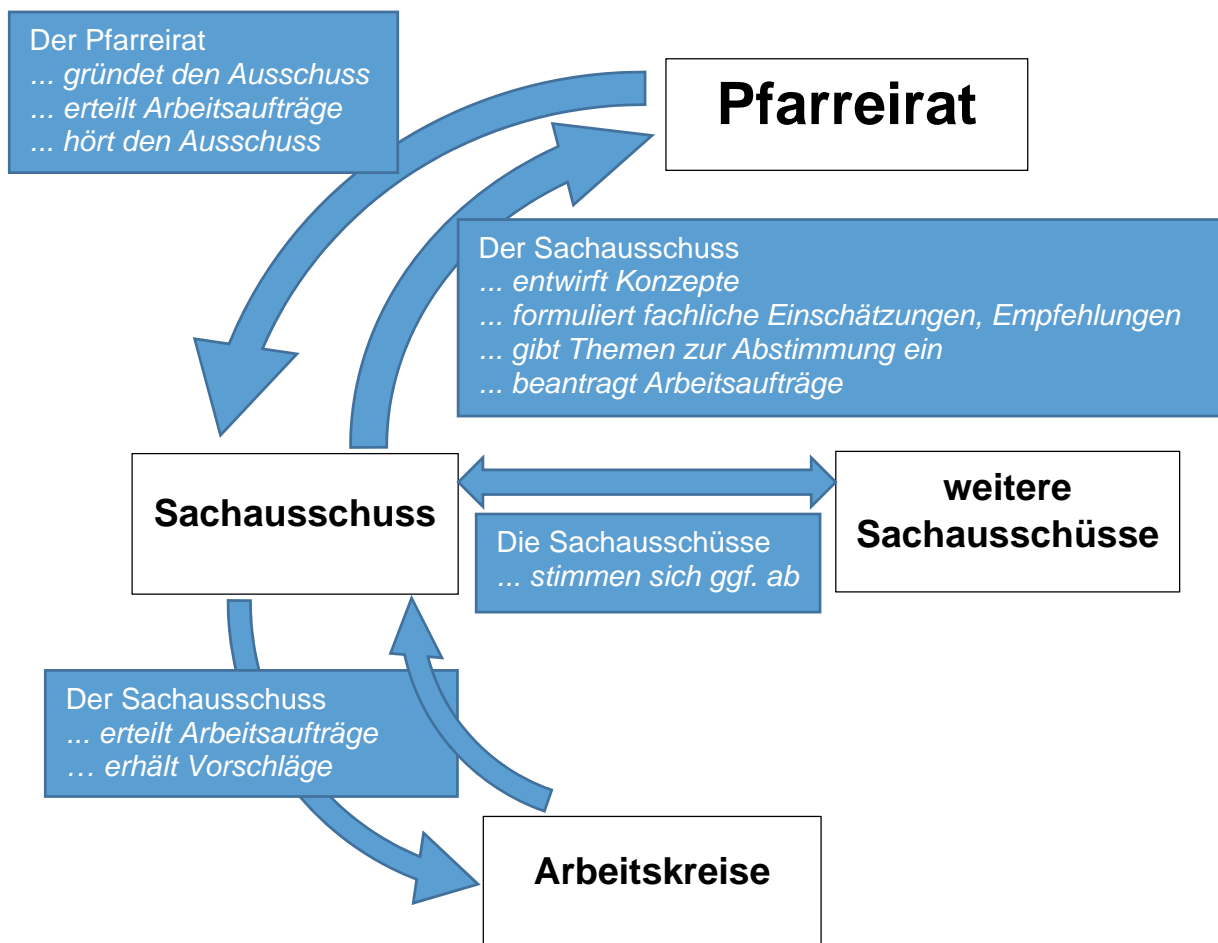 Der Pfarreirat
... gründet den Ausschuss
... erteilt Arbeitsaufträge
... hört den Ausschuss
Pfarreirat
Der Sachausschuss
... entwirft Konzepte
... formuliert fachliche Einschätzungen, Empfehlungen
... gibt Themen zur Abstimmung ein
... beantragt Arbeitsaufträge
Sachausschuss
Die Sachausschüsse
... stimmen sich ggf. ab
weitere
Sachausschüsse
Der Sachausschuss
... erteilt Arbeitsaufträge
… erhält Vorschläge
Arbeitskreise